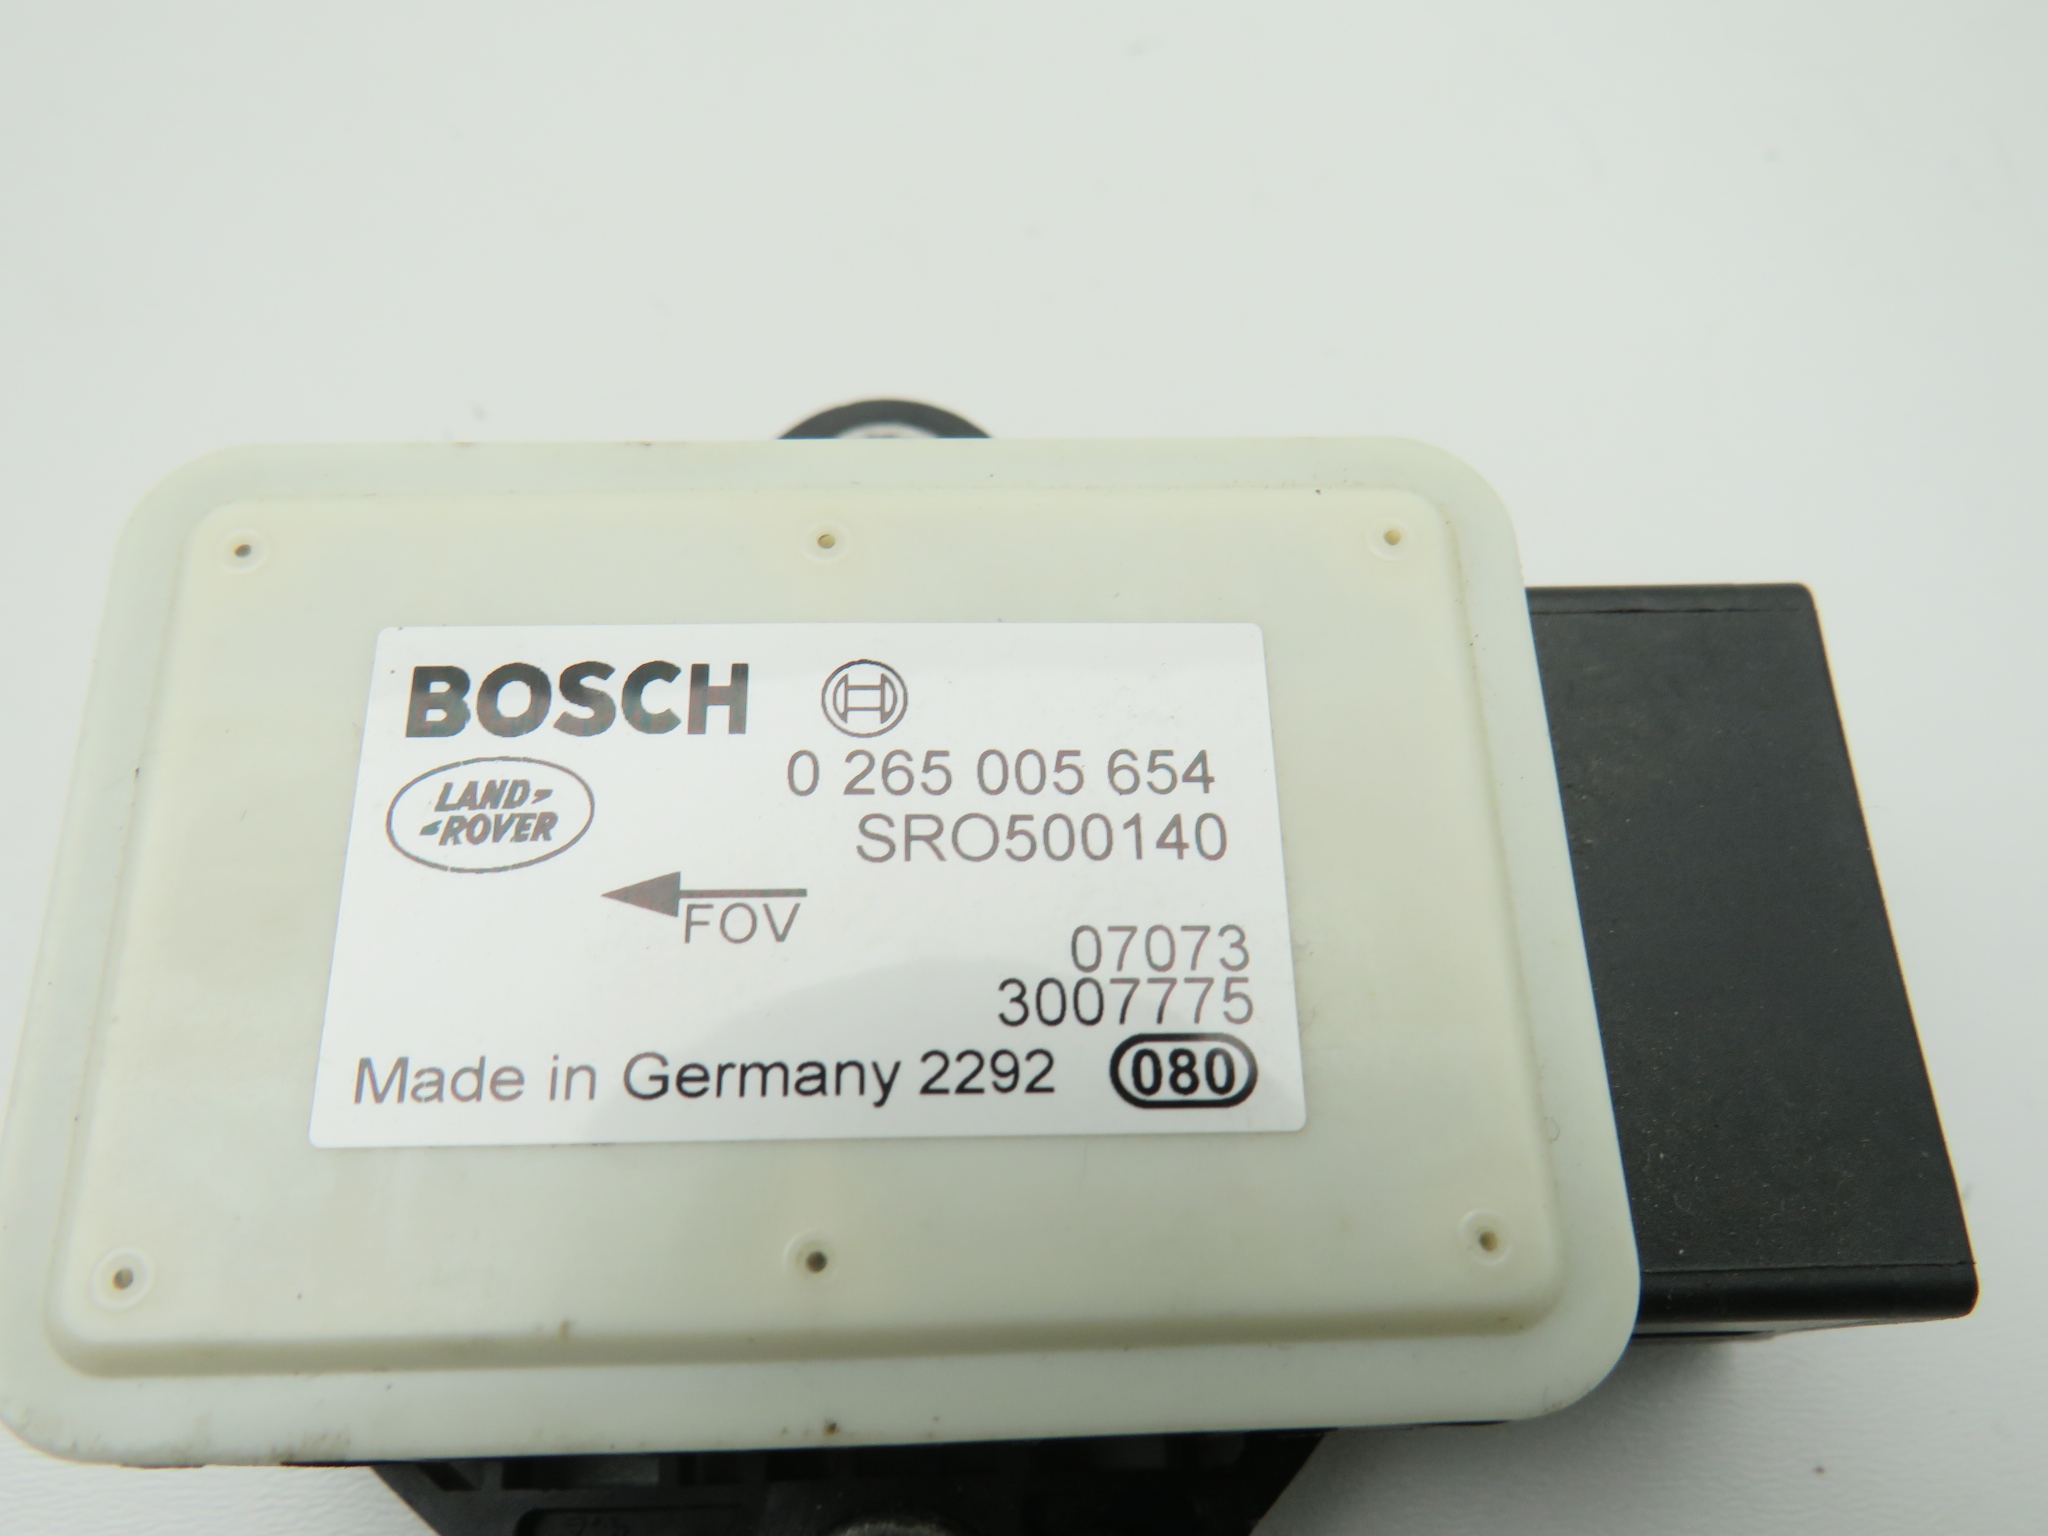 BOSCH
0 265 005 654
LAND
ROVER
SRO500140
FOV
07073
3007775
Made in Germany 2292 080